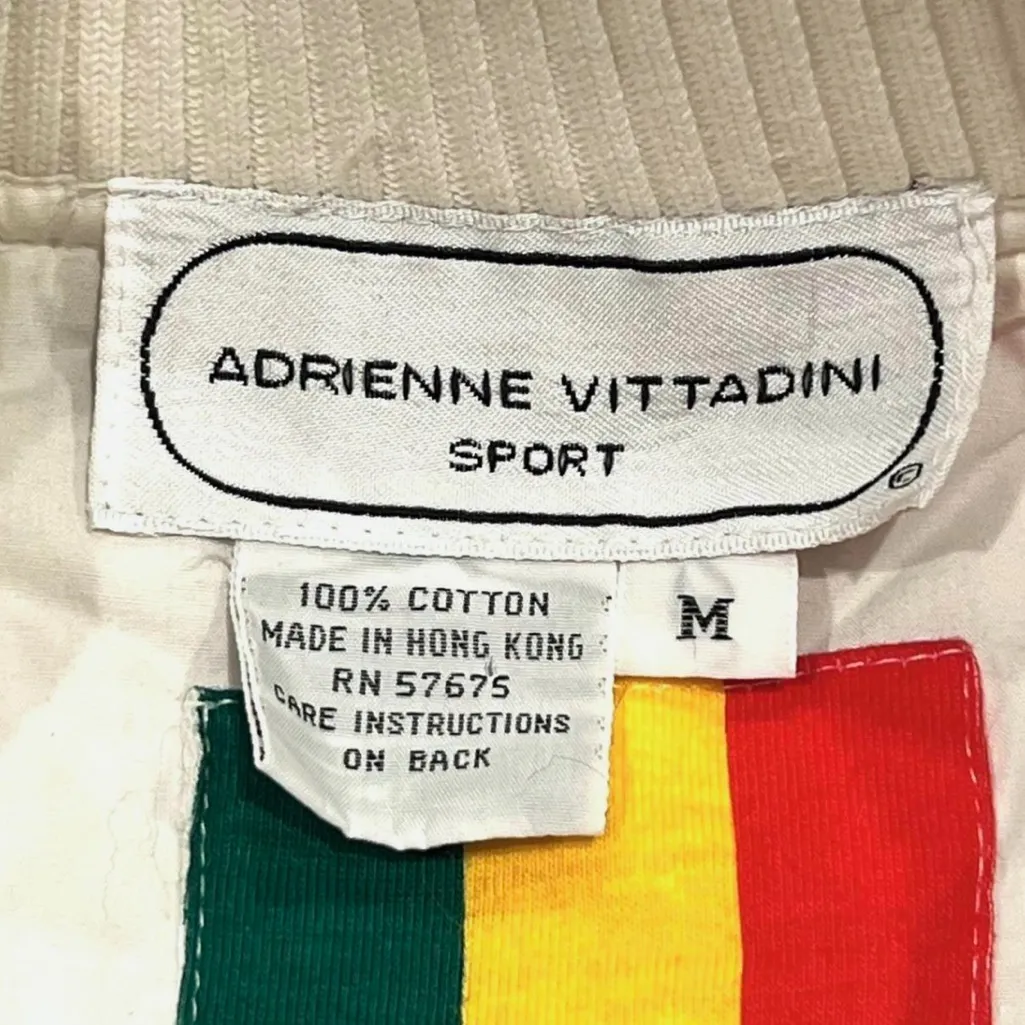 ADRIENNE VITTADINI
SPORT
©
100% COTTON
M
MADE IN HONG KONG
RN 57675
CARE INSTRUCTIONS
ON BACK